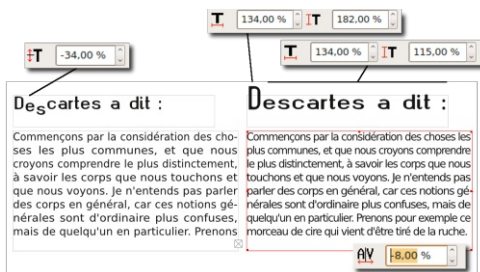 T 134,00 % T 182,00 %
T -34,00 %
T 134,00 % T 115,00 %
Descartes a dit :
Commençons par la considération des cho-
ses les plus communes, et que nous
croyons comprendre le plus distinctement,
à savoir les corps que nous touchons et
que nous voyons. Je n'entends pas parler
des corps en général, car ces notions gé-
nérales sont d'ordinaire plus confuses,
mais de quelqu'un en particulier. Prenons
Descartes a dit :
Commençons par la considération des choses les
plus communes, et que nous croyons comprendre
le plus distinctement, à savoir les corps que nous
touchons et que nous voyons. Je n'entends pas
parler des corps en général, car ces notions gé-
nérales sont d'ordinaire plus confuses, mais de
quelqu'un en particulier. Prenons pour exemple ce
morceau de cire qui vient d'être tiré de la ruche.
AV -8,00 %